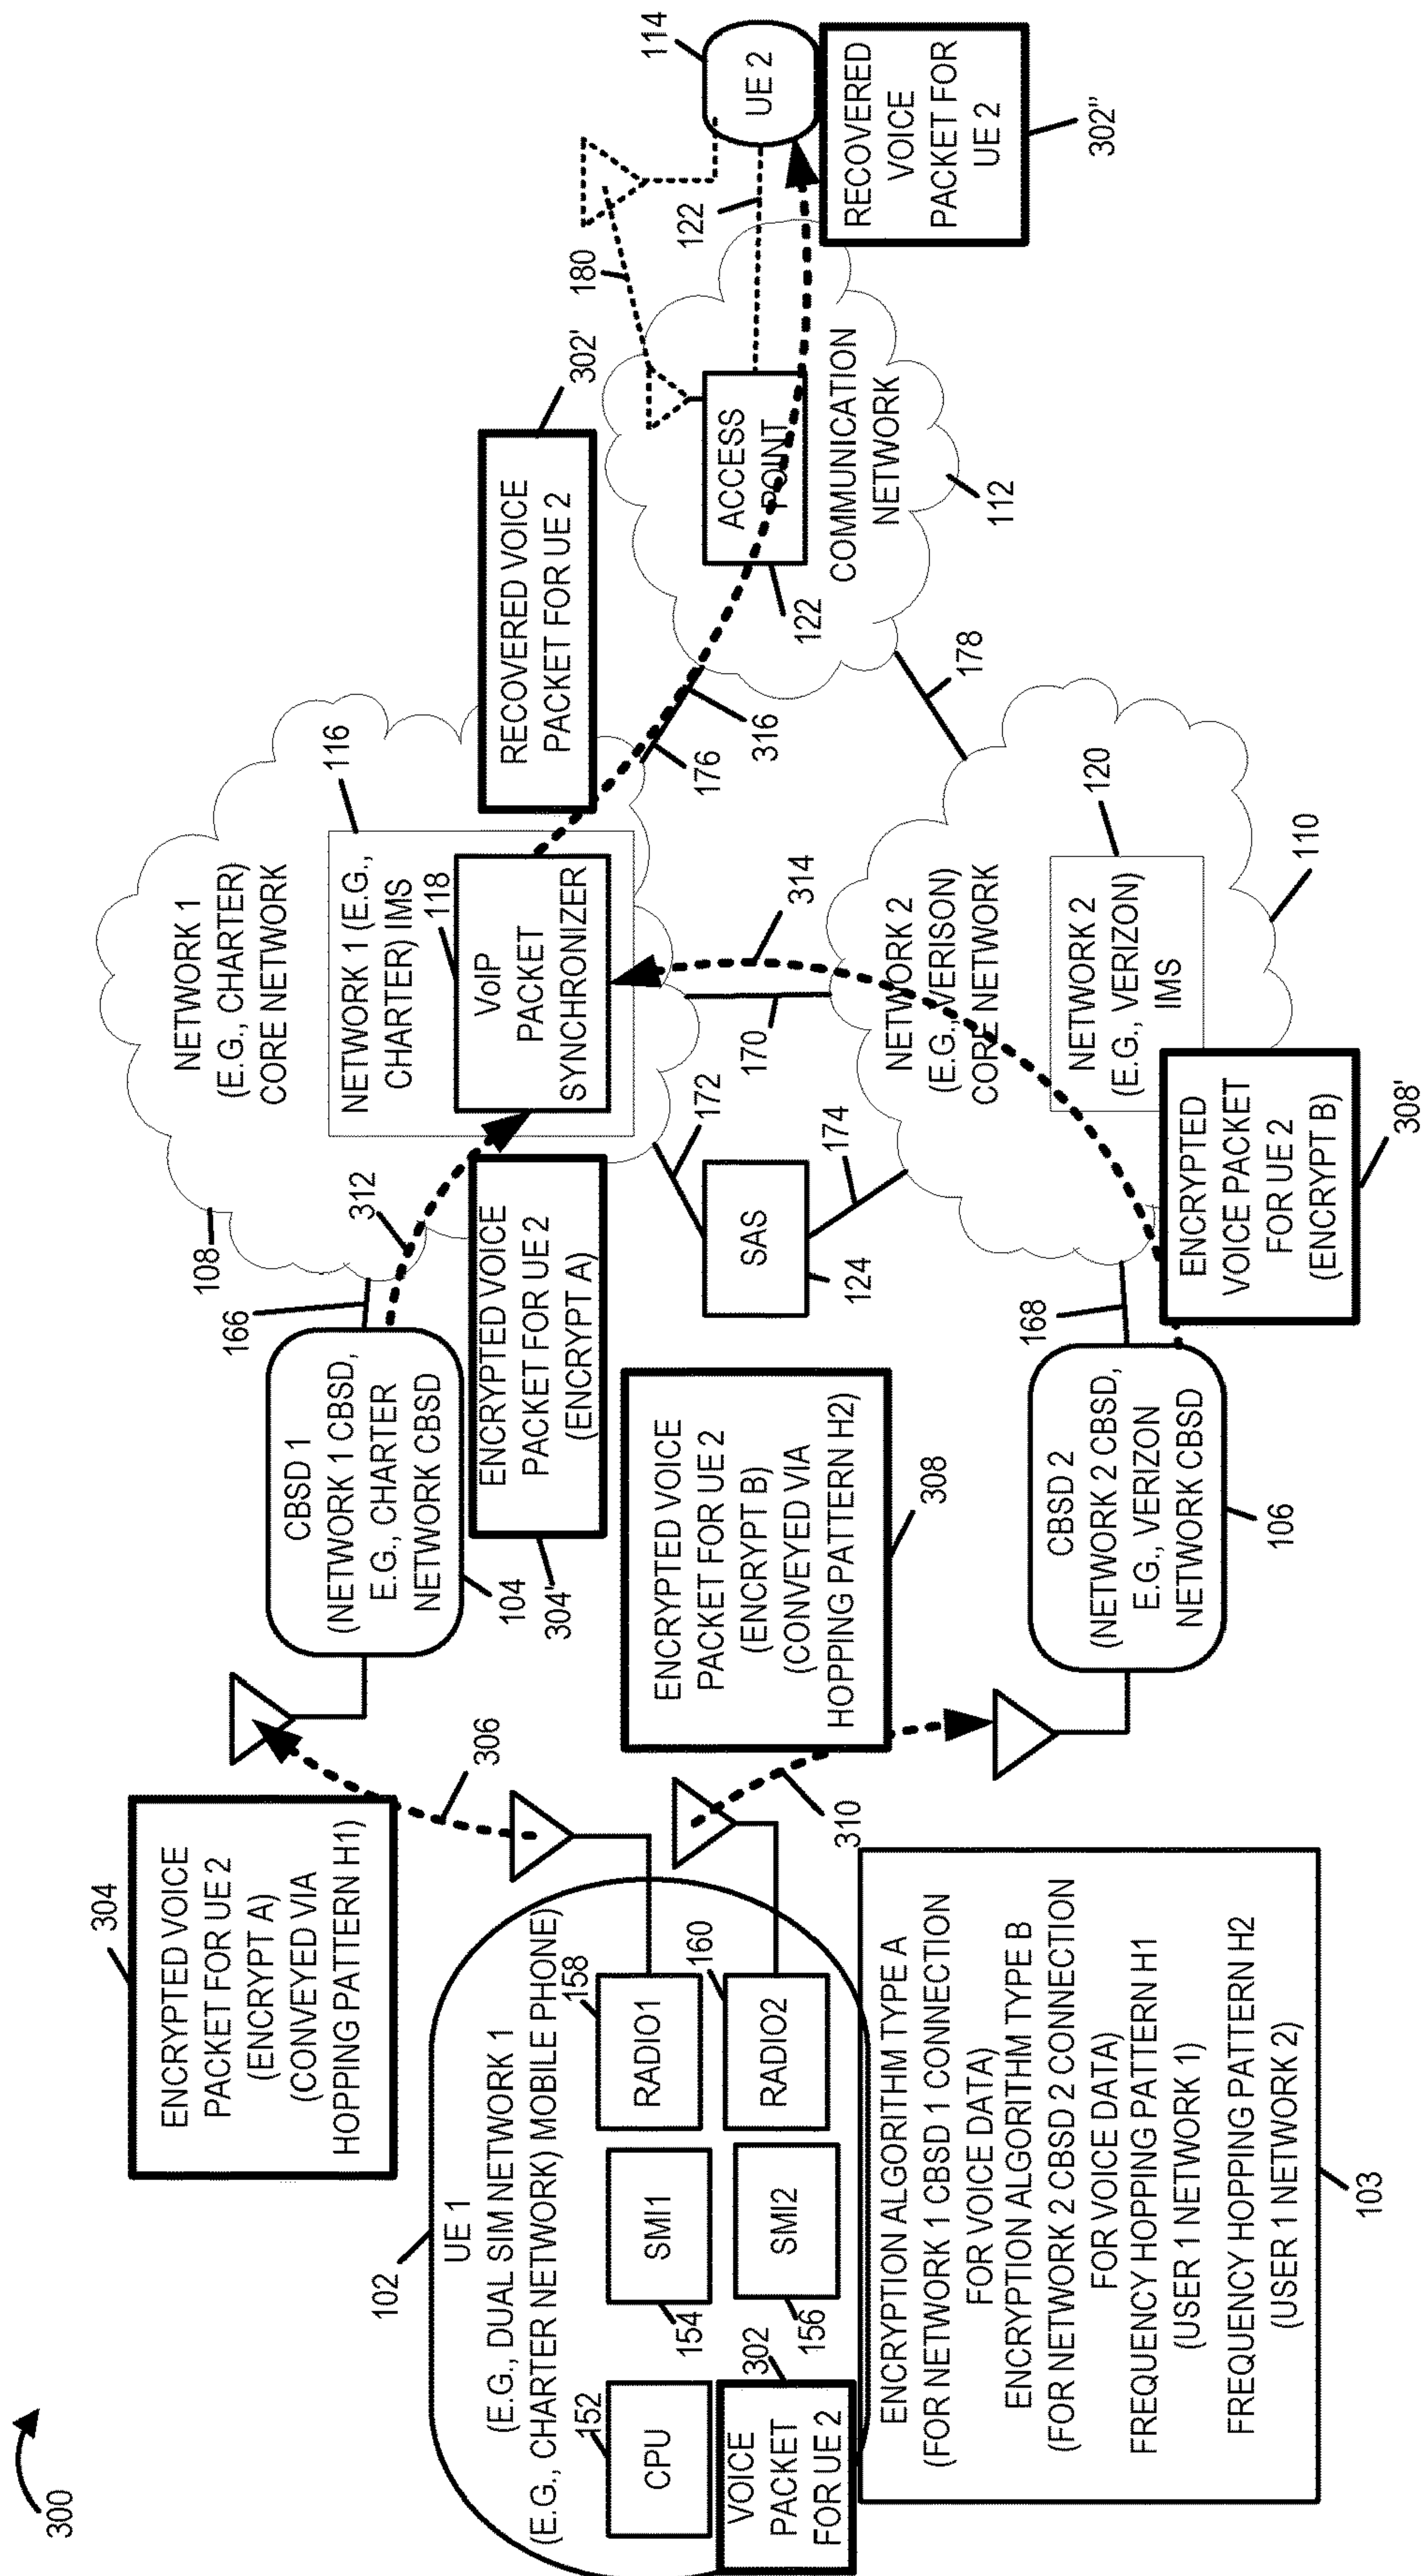 300
102
UE 1
(E.G., DUAL SIM NETWORK 1
(E.G., CHARTER NETWORK) MOBILE PHONE)
152
CPU
154
SMI1
158
RADIO1
156
SMI2
160
RADIO2
302
VOICE
PACKET
FOR UE 2
ENCRYPTION ALGORITHM TYPE A
(FOR NETWORK 1 CBSD 1 CONNECTION
FOR VOICE DATA)
ENCRYPTION ALGORITHM TYPE B
(FOR NETWORK 2 CBSD 2 CONNECTION
FOR VOICE DATA)
FREQUENCY HOPPING PATTERN H1
(USER 1 NETWORK 1)
FREQUENCY HOPPING PATTERN H2
(USER 1 NETWORK 2)
103
304
ENCRYPTED VOICE
PACKET FOR UE 2
(ENCRYPT A)
(CONVEYED VIA
HOPPING PATTERN H1)
306
310
ENCRYPTED VOICE
PACKET FOR UE 2
(ENCRYPT B)
(CONVEYED VIA
HOPPING PATTERN H2)
308
CBSD 1
(NETWORK 1 CBSD,
E.G., CHARTER
NETWORK CBSD
104
166
312
ENCRYPTED VOICE
PACKET FOR UE 2
(ENCRYPT A)
304'
CBSD 2
(NETWORK 2 CBSD,
E.G., VERIZON
NETWORK CBSD
106
168
ENCRYPTED
VOICE PACKET
FOR UE 2
(ENCRYPT B)
308'
SAS
124
172
174
170
108
NETWORK 1
(E.G., CHARTER)
CORE NETWORK
116
NETWORK 1 (E.G.,
CHARTER) IMS
118
VoIP
PACKET
SYNCHRONIZER
314
NETWORK 2
(E.G., VERISON)
CORE NETWORK
120
NETWORK 2
(E.G., VERIZON)
IMS
110
RECOVERED VOICE
PACKET FOR UE 2
302'
176
316
178
ACCESS
POINT
122
COMMUNICATION
NETWORK
112
180
122
114
UE 2
RECOVERED
VOICE
PACKET FOR
UE 2
302"